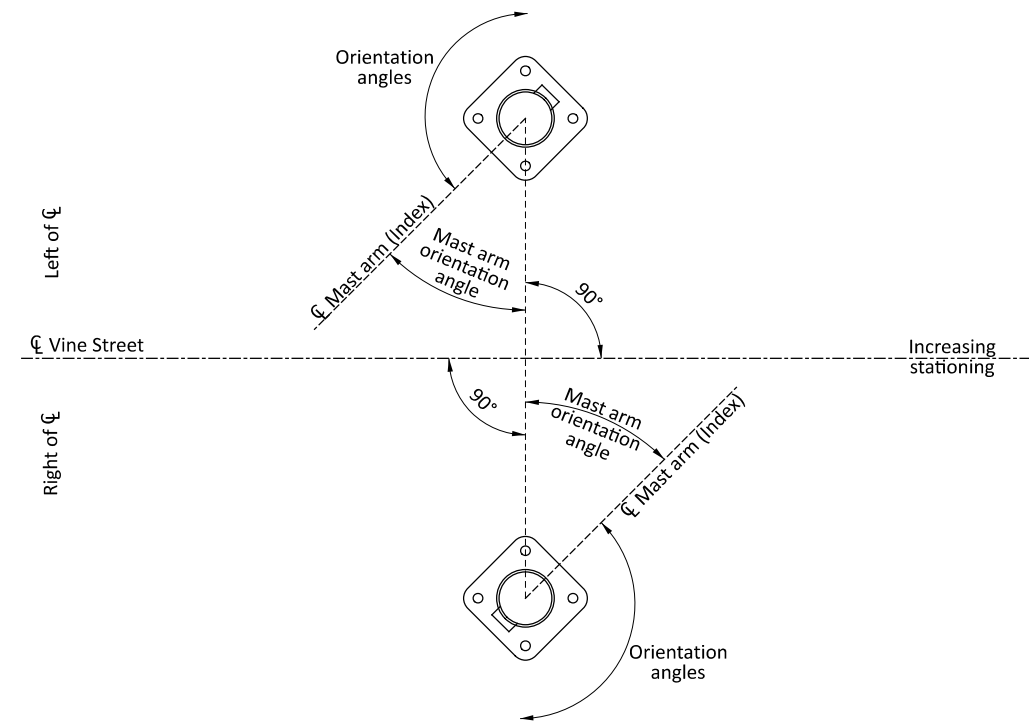 Orientation
angles
Left of ℄
℄ Mast arm (Index)
Mast arm
orientation
angle
90°
℄ Vine Street
Increasing
stationing
90°
Mast arm
orientation
angle
Right of ℄
℄ Mast arm (Index)
Orientation
angles